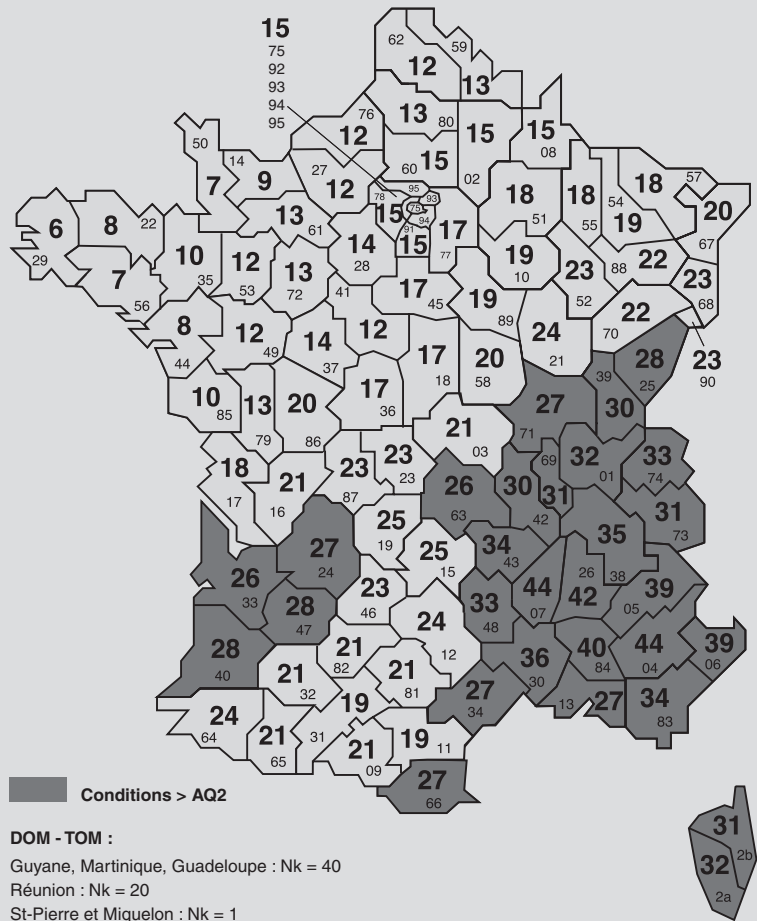 15
75
92
93
94
95
62 59
12
13
76 13 80
12 15 15
08
50 14 60
27 02
7 9 12 95 18 18 18 57
78 93 54
13 15 75 94 51 55 19 20
61 91 17 67
6 8 22 14 15 19 88 22 23
29 10 12 13 28 77 10 23
7 35 53 72 41 17 45 19 52 22 68
56 8 12 12 89 24 70
44 49 14 17 20 21 28 23
37 18 58 39 25 90
10 13 20 17 27 30
85 36 21 71
79 86 03 69 32 33
18 21 23 23 26 30 31 01 74
17 16 87 23 63 42 31
25 35 73
27 19 25 34 43
26 24 15 26 38
33 28 23 33 44 42 39
47 46 24 48 07 05
28 21 36 40 44 39
40 21 82 21 12 30 84 04 06
32 81 27 13 27 34
24 19 34 83
64 21 31 21 19
65 09 11
27
66
Conditions > AQ2
31
2b
32
2a
DOM - TOM :
Guyane, Martinique, Guadeloupe : Nk = 40
Réunion : Nk = 20
St-Pierre et Miquelon : Nk = 1